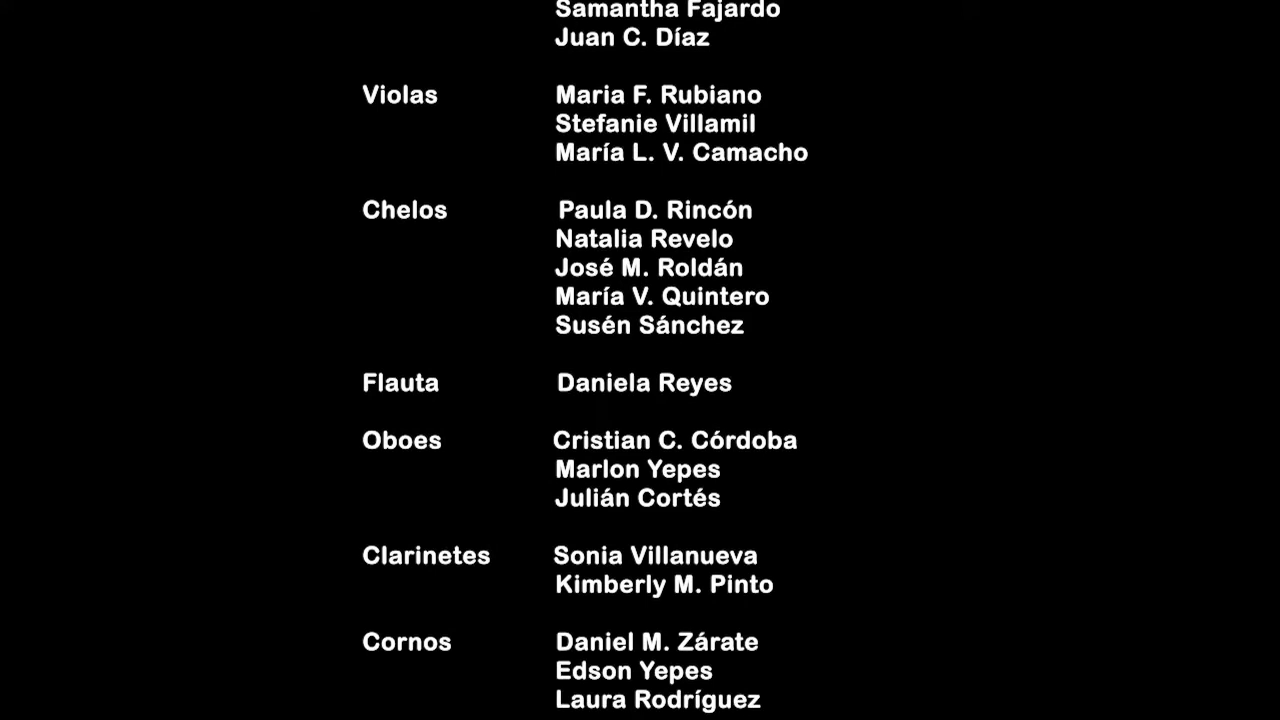 Samantha Fajardo
Juan C. Díaz
Violas Maria F. Rubiano
Stefanie Villamil
María L. V. Camacho
Chelos Paula D. Rincón
Natalia Revelo
José M. Roldán
María V. Quintero
Susén Sánchez
Flauta Daniela Reyes
Oboes Cristian C. Córdoba
Marlon Yepes
Julián Cortés
Clarinetes Sonia Villanueva
Kimberly M. Pinto
Cornos Daniel M. Zárate
Edson Yepes
Laura Rodríguez